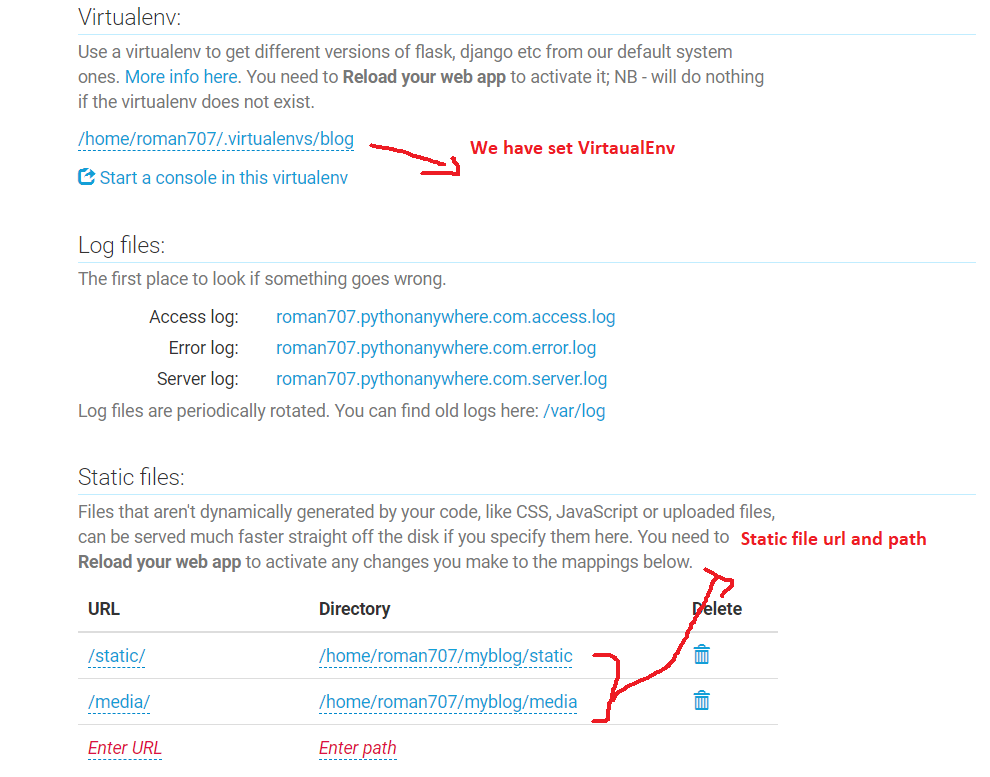 Virtualenv:
Use a virtualenv to get different versions of flask, django etc from our default system
ones. More info here. You need to Reload your web app to activate it; NB - will do nothing
if the virtualenv does not exist.
/home/roman707/.virtualenvs/blog
We have set VirtaualEnv
Start a console in this virtualenv
Log files:
The first place to look if something goes wrong.
Access log: roman707.pythonanywhere.com.access.log
Error log: roman707.pythonanywhere.com.error.log
Server log: roman707.pythonanywhere.com.server.log
Log files are periodically rotated. You can find old logs here: /var/log
Static files:
Files that aren't dynamically generated by your code, like CSS, JavaScript or uploaded files,
can be served much faster straight off the disk if you specify them here. You need to
Static file url and path
Reload your web app to activate any changes you make to the mappings below.
URL Directory Delete
/static/ /home/roman707/myblog/static
/media/ /home/roman707/myblog/media
Enter URL Enter path